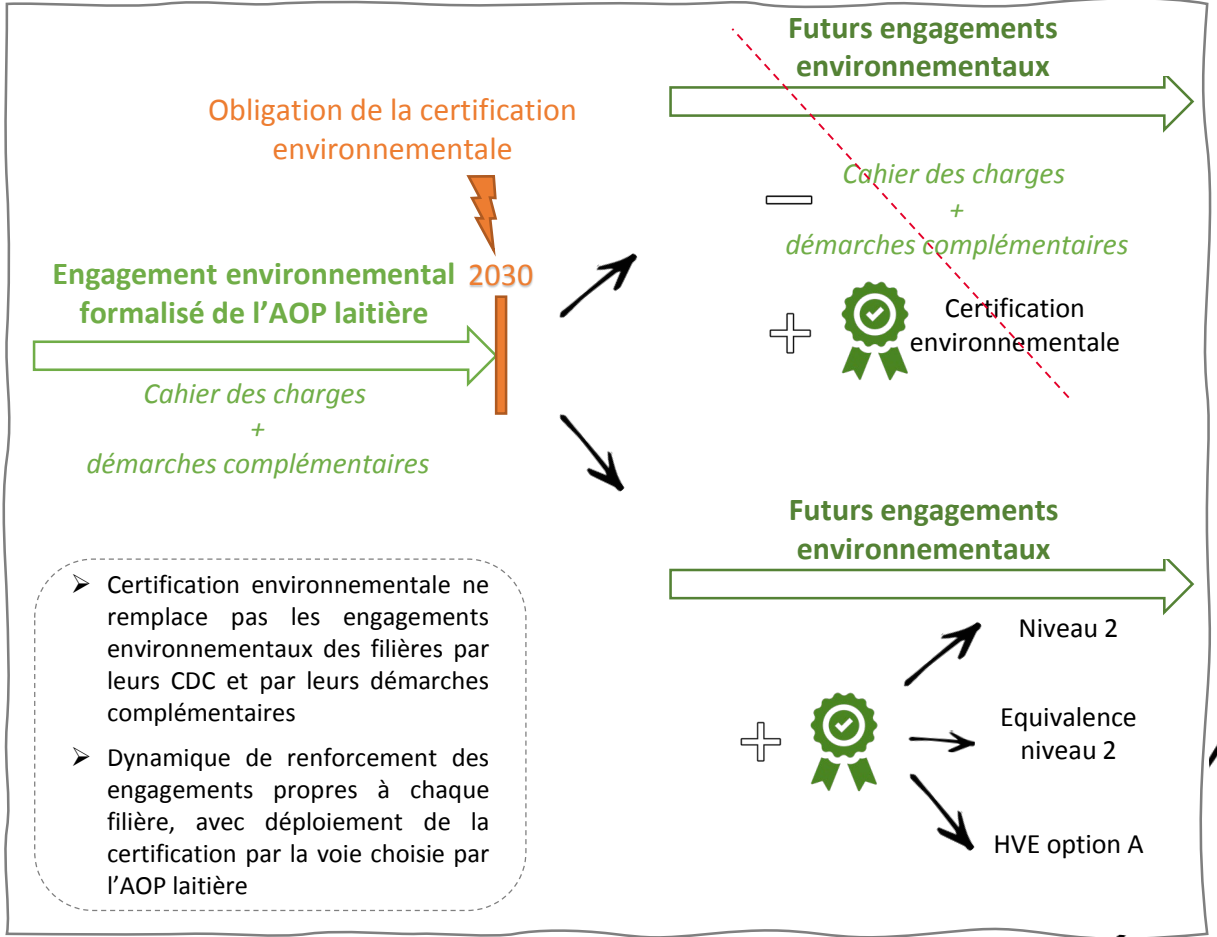 Futurs engagements
environnementaux
Obligation de la certification
environnementale
Cahier des charges
+
démarches complémentaires
Certification
environnementale
Engagement environnemental
formalisé de l’AOP laitière
2030
Cahier des charges
+
démarches complémentaires
Futurs engagements
environnementaux
Niveau 2
Equivalence
niveau 2
HVE option A
➢ Certification environnementale ne
remplace pas les engagements
environnementaux des filières par
leurs CDC et par leurs démarches
complémentaires
➢ Dynamique de renforcement des
engagements propres à chaque
filière, avec déploiement de la
certification par la voie choisie par
l’AOP laitière